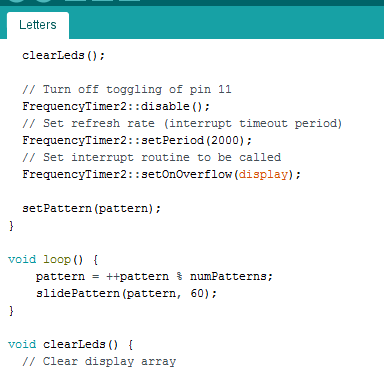 Letters
clearLeds();
// Turn off toggling of pin 11
FrequencyTimer2::disable();
// Set refresh rate (interrupt timeout period)
FrequencyTimer2::setPeriod(2000);
// Set interrupt routine to be called
FrequencyTimer2::setOnOverflow(display);
setPattern(pattern);
}
void loop() {
pattern = ++pattern % numPatterns;
slidePattern(pattern, 60);
}
void clearLeds() {
// Clear display array